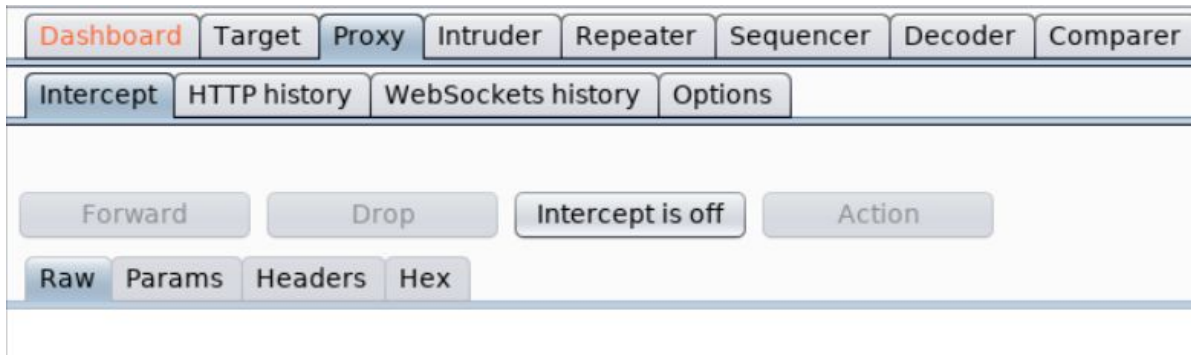 Dashboard Target Proxy Intruder Repeater Sequencer Decoder Comparer
Intercept HTTP history WebSockets history Options
Forward Drop Intercept is off Action
Raw Params Headers Hex